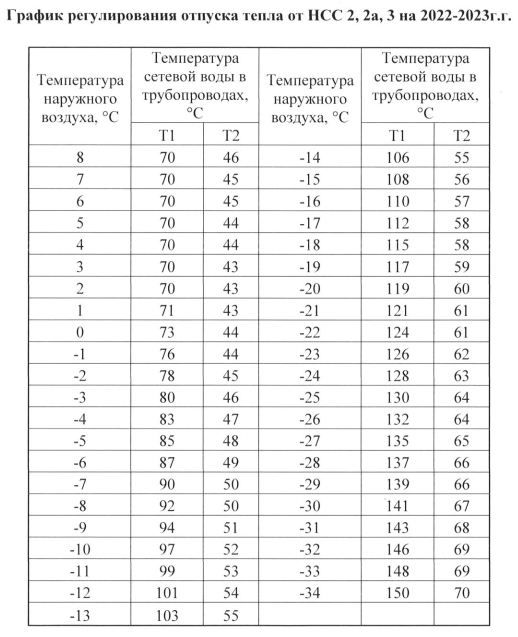 График регулирования отпуска тепла от НСС 2, 2а, 3 на 2022-2023г.г.
Температура наружного воздуха, °С | Температура сетевой воды в трубопроводах, °С | Температура наружного воздуха, °С | Температура сетевой воды в трубопроводах, °С
Т1 Т2 Т1 Т2
8 70 46 -14 106 55
7 70 45 -15 108 56
6 70 45 -16 110 57
5 70 44 -17 112 58
4 70 44 -18 115 58
3 70 43 -19 117 59
2 70 43 -20 119 60
1 71 43 -21 121 61
0 73 44 -22 124 61
-1 76 44 -23 126 62
-2 78 45 -24 128 63
-3 80 46 -25 130 64
-4 83 47 -26 132 64
-5 85 48 -27 135 65
-6 87 49 -28 137 66
-7 90 50 -29 139 66
-8 92 50 -30 141 67
-9 94 51 -31 143 68
-10 97 52 -32 146 69
-11 99 53 -33 148 69
-12 101 54 -34 150 70
-13 103 55